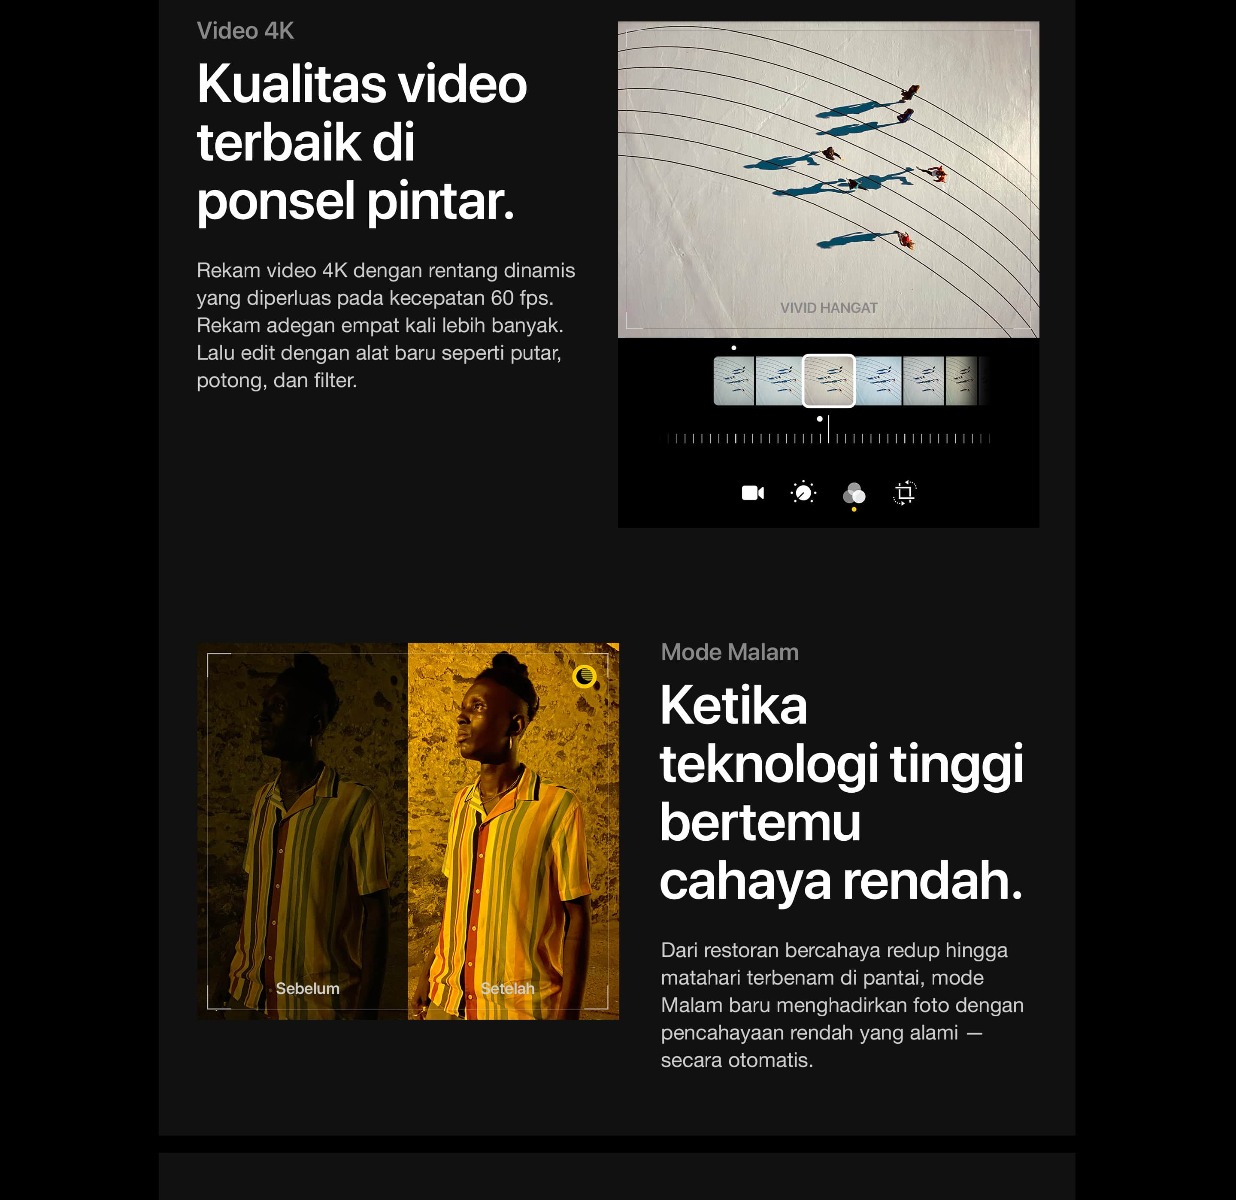 Video 4K
Kualitas video
terbaik di
ponsel pintar.
Rekam video 4K dengan rentang dinamis
yang diperluas pada kecepatan 60 fps.
Rekam adegan empat kali lebih banyak.
Lalu edit dengan alat baru seperti putar,
potong, dan filter.
VIVID HANGAT
Sebelum
Setelah
Mode Malam
Ketika
teknologi tinggi
bertemu
cahaya rendah.
Dari restoran bercahaya redup hingga
matahari terbenam di pantai, mode
Malam baru menghadirkan foto dengan
pencahayaan rendah yang alami —
secara otomatis.